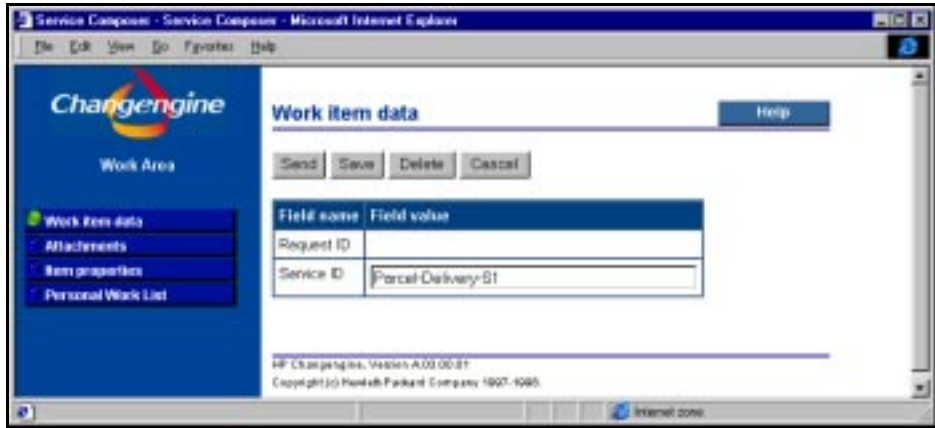 Service Composer - Service Composer - Microsoft Internet Explorer
File Edit View Go Favorites Help
Changengine
Work Area
Work item data
Attachments
Item properties
Personal Work List
Work item data
Help
Send Save Delete Cancel
Field name Field value
Request ID
Service ID Parcel-Delivery-S1
HP Changengine, Version A.03.00.01
Copyright (c) Hewlett-Packard Company 1997-1998.
Internet zone